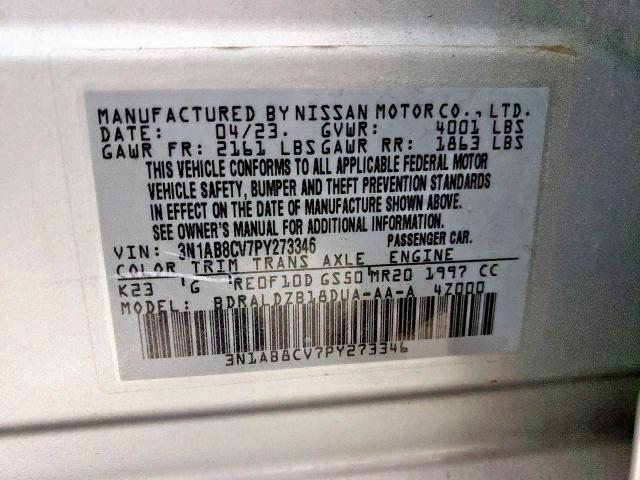 MANUFACTURED BY NISSAN MOTOR CO., LTD.
DATE: 04/23. GVWR: 4001 LBS
GAWR FR: 2161 LBS GAWR RR: 1863 LBS
THIS VEHICLE CONFORMS TO ALL APPLICABLE FEDERAL MOTOR
VEHICLE SAFETY, BUMPER AND THEFT PREVENTION STANDARDS
IN EFFECT ON THE DATE OF MANUFACTURE SHOWN ABOVE.
SEE OWNER'S MANUAL FOR ADDITIONAL INFORMATION.
VIN: 3N1AB8CV7PY273346 PASSENGER CAR.
COLOR TRIM TRANS AXLE ENGINE
K23 G RE0F10D GS50 MR20 1997 CC
MODEL: BDRALDZB18DUA-AA-A 4Z000
3N1AB8CV7PY273346